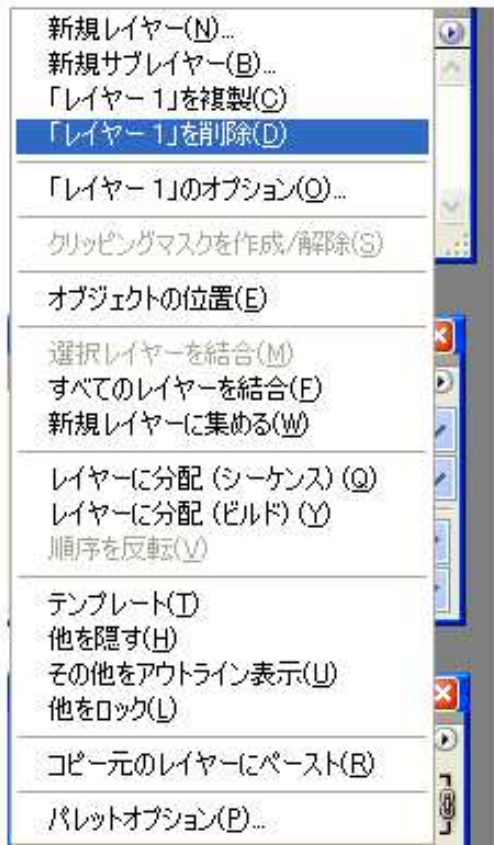 新規レイヤー(N)...
新規サブレイヤー(B)...
「レイヤー 1」を複製(C)
「レイヤー 1」を削除(D)
「レイヤー 1」のオプション(O)...
クリッピングマスクを作成/解除(S)
オブジェクトの位置(E)
選択レイヤーを結合(M)
すべてのレイヤーを結合(F)
新規レイヤーに集める(W)
レイヤーに分配 (シーケンス) (Q)
レイヤーに分配 (ビルド) (Y)
順序を反転(V)
テンプレート(T)
他を隠す(H)
その他をアウトライン表示(U)
他をロック(L)
コピー元のレイヤーにペースト(R)
パレットオプション(P)...